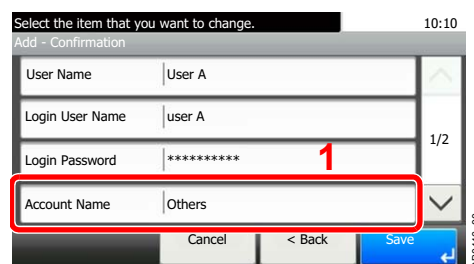 Select the item that you want to change. 10:10
Add - Confirmation
User Name User A
Login User Name user A
1/2
Login Password ********** 1
Account Name Others
Cancel < Back Save